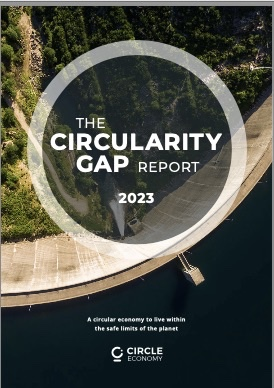 THE
CIRCULARITY
GAP REPORT
2023
A circular economy to live within
the safe limits of the planet
CIRCLE
ECONOMY